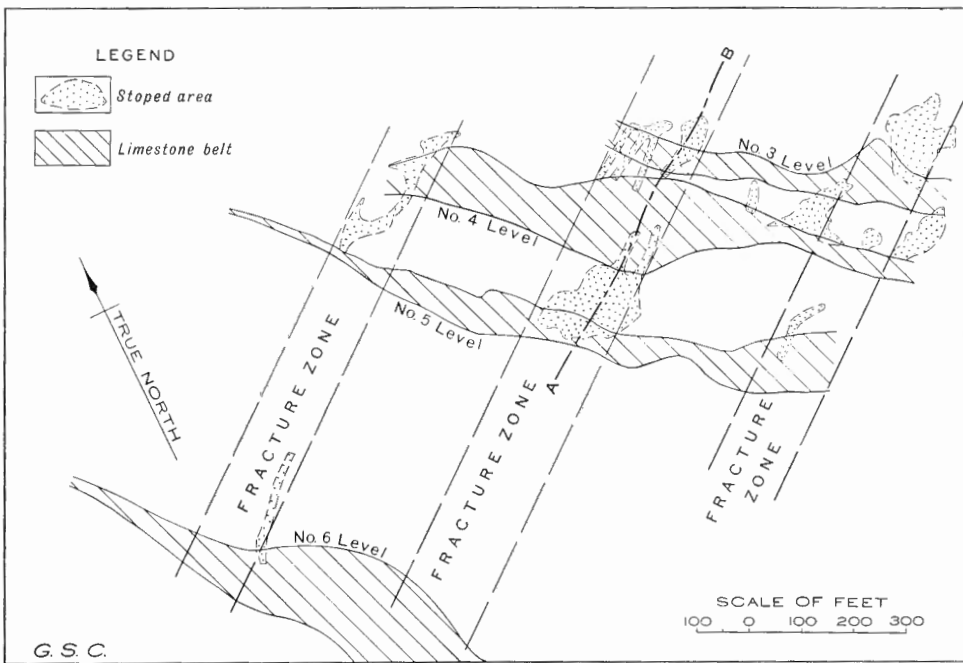 LEGEND
Stoped area
Limestone belt
B
No. 3 Level
No. 4 Level
No. 5 Level
TRUE NORTH
FRACTURE ZONE
A
FRACTURE ZONE
FRACTURE
ZONE
No. 6 Level
SCALE OF FEET
100 0 100 200 300
G. S. C.